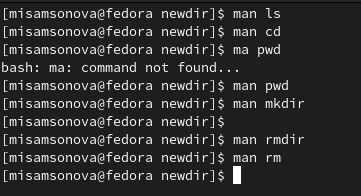 [misamsonova@fedora newdir]$ man ls
[misamsonova@fedora newdir]$ man cd
[misamsonova@fedora newdir]$ ma pwd
bash: ma: command not found...
[misamsonova@fedora newdir]$ man pwd
[misamsonova@fedora newdir]$ man mkdir
[misamsonova@fedora newdir]$
[misamsonova@fedora newdir]$ man rmdir
[misamsonova@fedora newdir]$ man rm
[misamsonova@fedora newdir]$